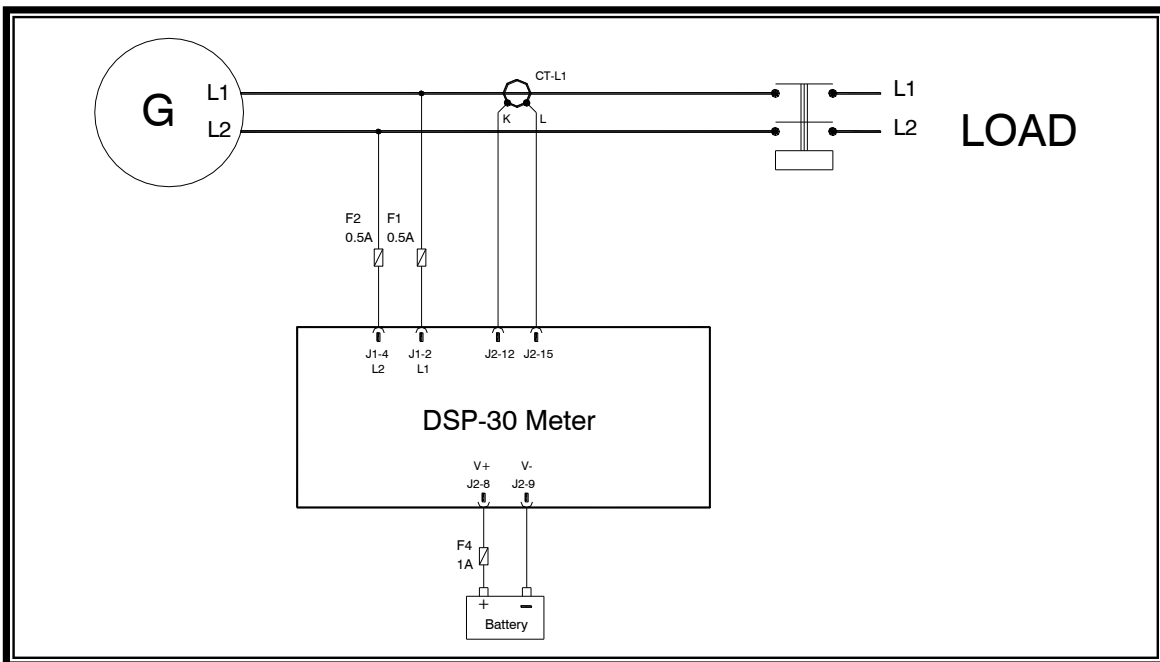 CT-L1
L1
L1
G
K
L
L2
L2
LOAD
F2
F1
0.5A
0.5A
J1-4
J1-2
J2-12
J2-15
L2
L1
DSP-30 Meter
V+
V-
J2-8
J2-9
F4
1A
+
−
Battery